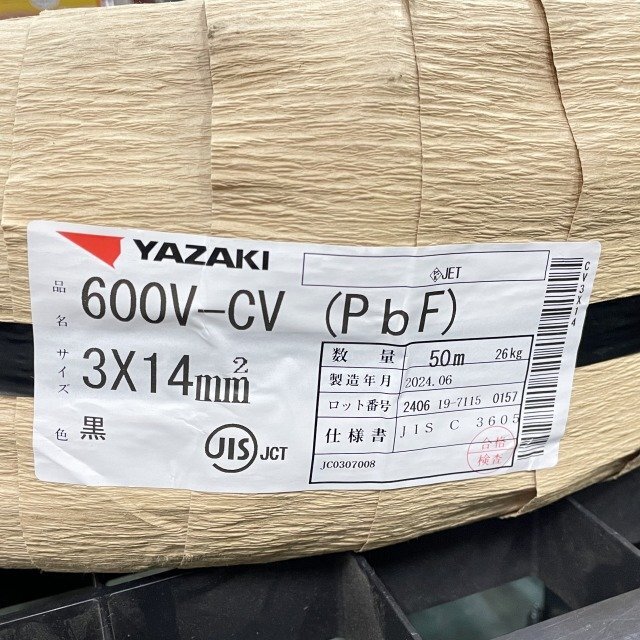 YAZAKI
品名
600V-CV (PbF)
サイズ
3X14mm²
色
黒
JIS JCT
PSE JET
数量 50m 26kg
製造年月 2024.06
ロット番号 2406 19-7115 0157
仕様書 JIS C 3605
JC0307008
合格
検査
CV3X14